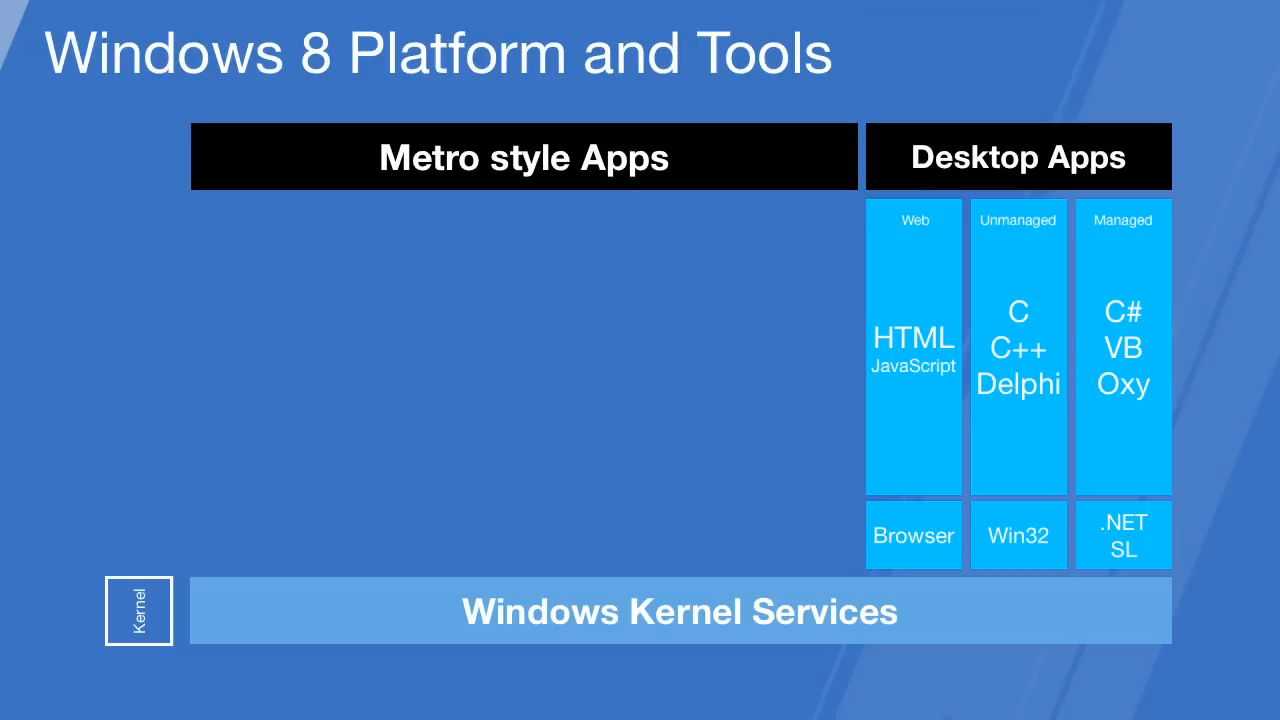 Windows 8 Platform and Tools
Metro style Apps
Desktop Apps
Web
HTML
JavaScript
Browser
Unmanaged
C
C++
Delphi
Win32
Managed
C#
VB
Oxy
.NET
SL
Kernel
Windows Kernel Services